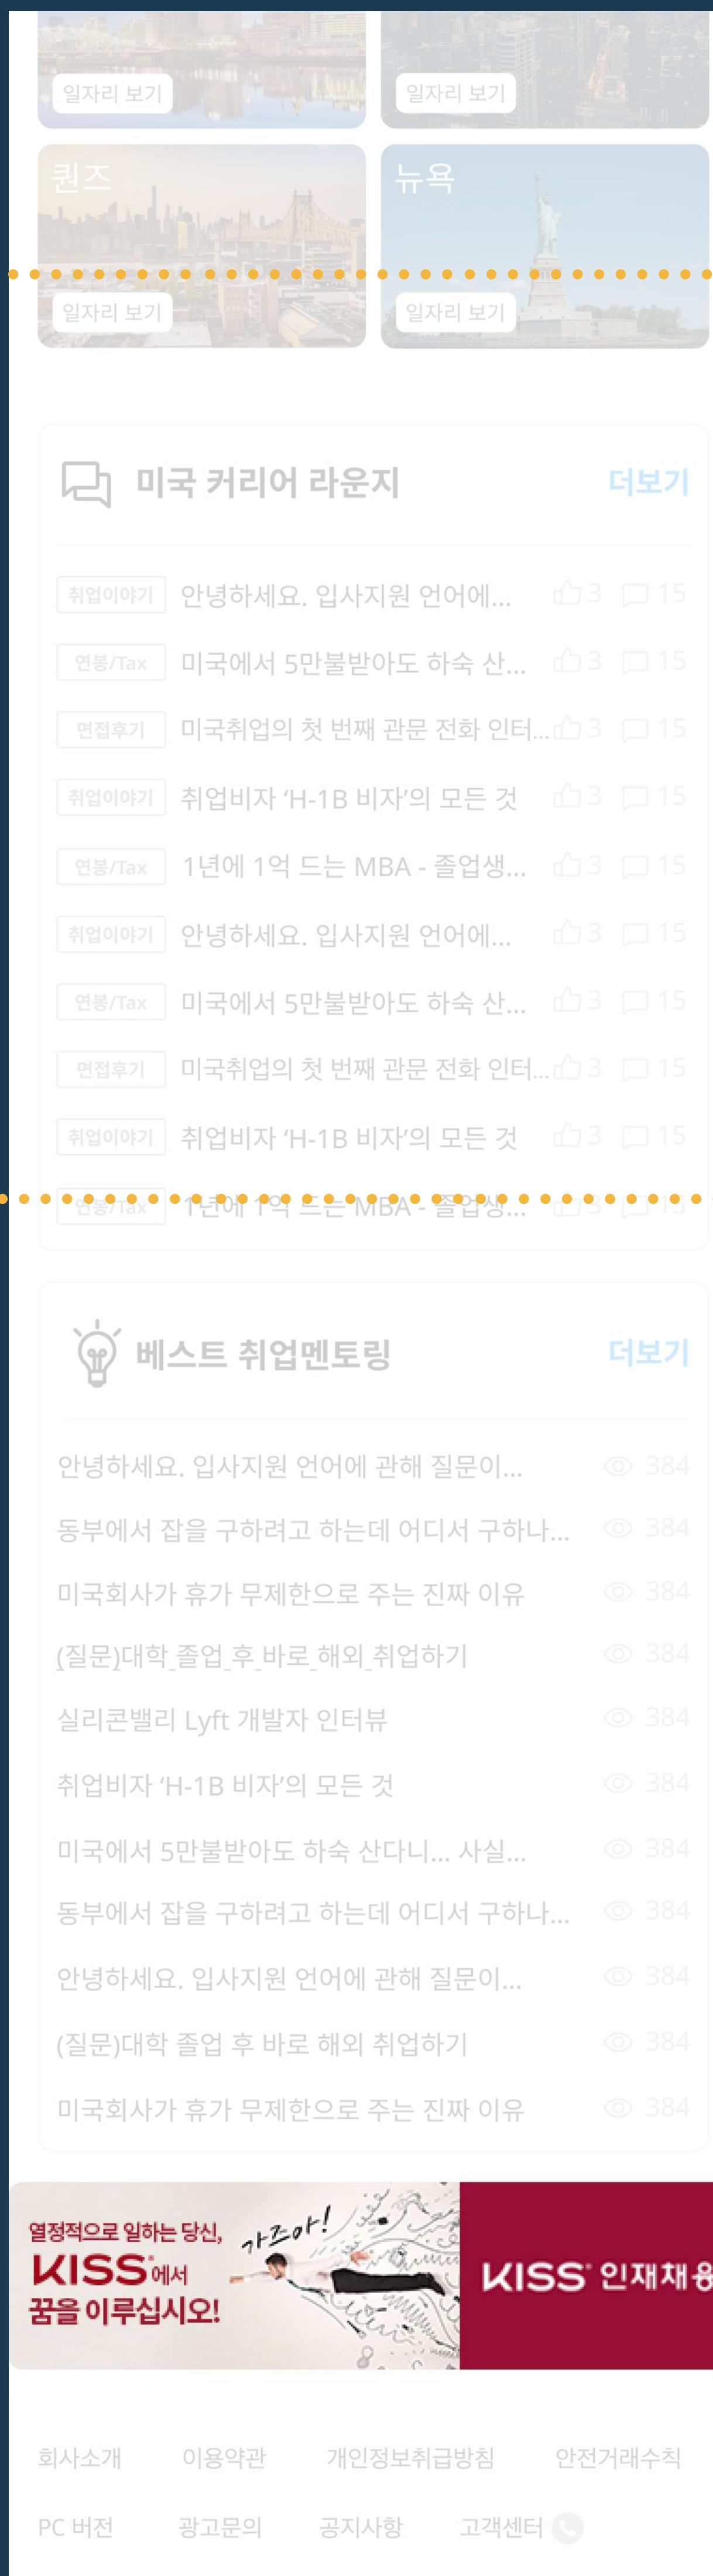 일자리 보기
일자리 보기
퀸즈
뉴욕
일자리 보기
일자리 보기
미국 커리어 라운지 더보기
취업이야기 안녕하세요. 입사지원 언어에... 3 15
연봉/Tax 미국에서 5만불받아도 하숙 산... 3 15
면접후기 미국취업의 첫 번째 관문 전화 인터... 3 15
취업이야기 취업비자 ‘H-1B 비자’의 모든 것 3 15
연봉/Tax 1년에 1억 드는 MBA - 졸업생... 3 15
취업이야기 안녕하세요. 입사지원 언어에... 3 15
연봉/Tax 미국에서 5만불받아도 하숙 산... 3 15
면접후기 미국취업의 첫 번째 관문 전화 인터... 3 15
취업이야기 취업비자 ‘H-1B 비자’의 모든 것 3 15
연봉/Tax 1년에 1억 드는 MBA - 졸업생... 3 15
베스트 취업멘토링 더보기
안녕하세요. 입사지원 언어에 관해 질문이... 384
동부에서 잡을 구하려고 하는데 어디서 구하나... 384
미국회사가 휴가 무제한으로 주는 진짜 이유 384
(질문)대학_졸업_후_바로_해외_취업하기 384
실리콘밸리 Lyft 개발자 인터뷰 384
취업비자 ‘H-1B 비자’의 모든 것 384
미국에서 5만불받아도 하숙 산다니... 사실... 384
동부에서 잡을 구하려고 하는데 어디서 구하나... 384
안녕하세요. 입사지원 언어에 관해 질문이... 384
(질문)대학 졸업 후 바로 해외 취업하기 384
미국회사가 휴가 무제한으로 주는 진짜 이유 384
열정적으로 일하는 당신,
KISS에서
꿈을 이루십시오!
가즈아!
KISS 인재채용
회사소개 이용약관 개인정보취급방침 안전거래수칙
PC 버전 광고문의 공지사항 고객센터